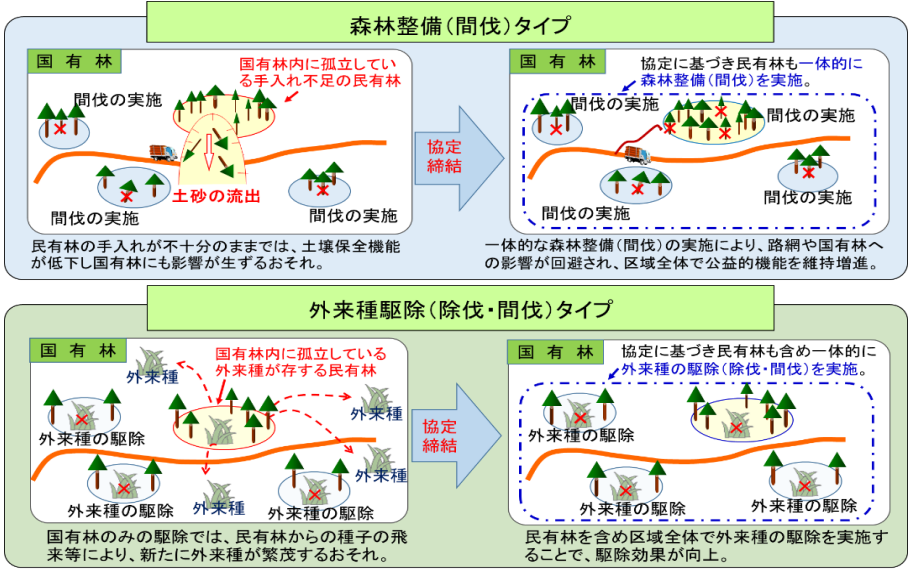 森林整備(間伐)タイプ
国有林
国有林内に孤立している
手入れ不足の民有林
間伐の実施
土砂の流出
間伐の実施
間伐の実施
民有林の手入れが不十分のままでは、土壌保全機能
が低下し国有林にも影響が生ずるおそれ。
協定
締結
国有林
協定に基づき民有林も一体的に
森林整備(間伐)を実施。
間伐の実施
間伐の実施
間伐の実施
間伐の実施
一体的な森林整備(間伐)の実施により、路網や国有林へ
の影響が回避され、区域全体で公益的機能を維持増進。
外来種駆除(除伐・間伐)タイプ
国有林
国有林内に孤立している
外来種が存する民有林
外来種
外来種
外来種の駆除
外来種
外来種の駆除
外来種
外来種の駆除
国有林のみの駆除では、民有林からの種子の飛
来等により、新たに外来種が繁茂するおそれ。
協定
締結
国有林
協定に基づき民有林も含め一体的に
外来種の駆除(除伐・間伐)を実施。
外来種の駆除
外来種の駆除
外来種の駆除
民有林を含め区域全体で外来種の駆除を実施す
ることで、駆除効果が向上。